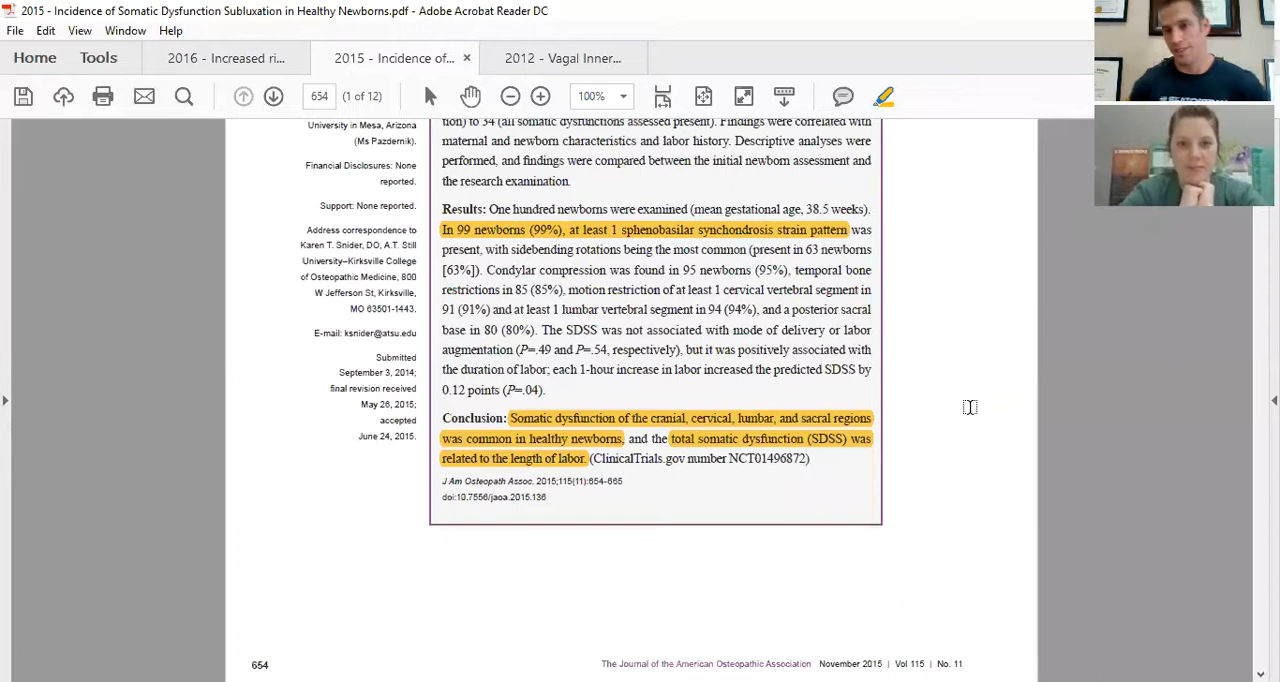 2015 - Incidence of Somatic Dysfunction Subluxation in Healthy Newborns.pdf - Adobe Acrobat Reader DC
File Edit View Window Help
Home Tools 2016 - Increased ri... 2015 - Incidence of... × 2012 - Vagal Inner...
654 (1 of 12) 100%
tion) to 34 (all somatic dysfunctions assessed present). Findings were correlated with
maternal and newborn characteristics and labor history. Descriptive analyses were
performed, and findings were compared between the initial newborn assessment and
the research examination.
Results: One hundred newborns were examined (mean gestational age, 38.5 weeks).
In 99 newborns (99%), at least 1 sphenobasilar synchondrosis strain pattern was
present, with sidebending rotations being the most common (present in 63 newborns
[63%]). Condylar compression was found in 95 newborns (95%), temporal bone
restrictions in 85 (85%), motion restriction of at least 1 cervical vertebral segment in
91 (91%) and at least 1 lumbar vertebral segment in 94 (94%), and a posterior sacral
base in 80 (80%). The SDSS was not associated with mode of delivery or labor
augmentation (P=.49 and P=.54, respectively), but it was positively associated with
the duration of labor; each 1-hour increase in labor increased the predicted SDSS by
0.12 points (P=.04).
Conclusion: Somatic dysfunction of the cranial, cervical, lumbar, and sacral regions
was common in healthy newborns, and the total somatic dysfunction (SDSS) was
related to the length of labor. (ClinicalTrials.gov number NCT01496872)
J Am Osteopath Assoc. 2015;115(11):654-665
doi:10.7556/jaoa.2015.136
University in Mesa, Arizona
(Ms Pazdernik).
Financial Disclosures: None
reported.
Support: None reported.
Address correspondence to
Karen T. Snider, DO, A.T. Still
University–Kirksville College
of Osteopathic Medicine, 800
W Jefferson St, Kirksville,
MO 63501-1443.
E-mail: ksnider@atsu.edu
Submitted
September 3, 2014;
final revision received
May 26, 2015;
accepted
June 24, 2015.
654
The Journal of the American Osteopathic Association November 2015 | Vol 115 | No. 11